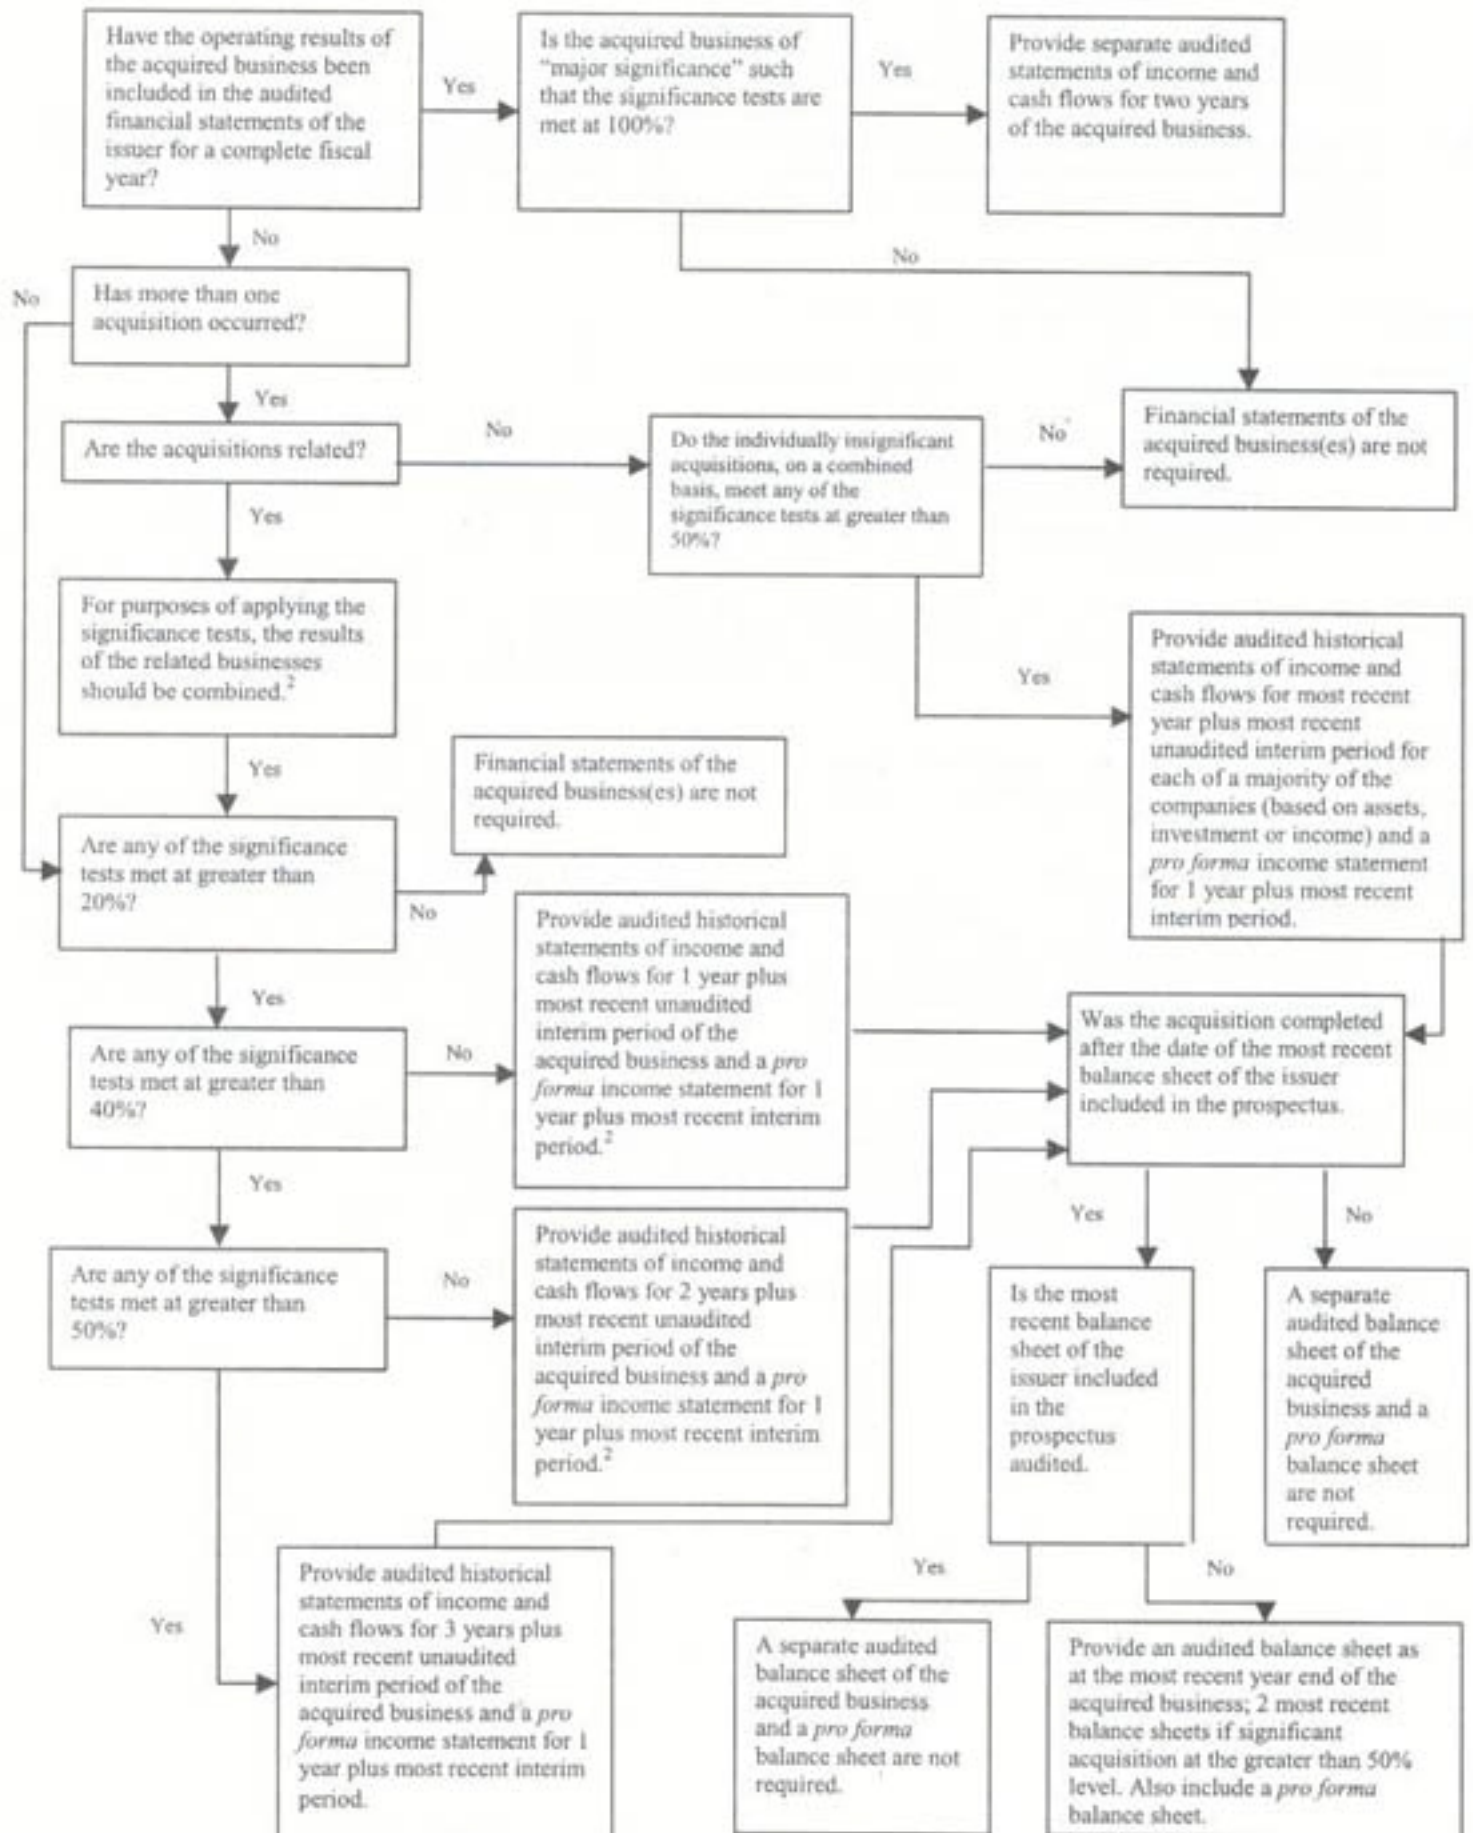 Have the operating results of
the acquired business been
included in the audited
financial statements of the
issuer for a complete fiscal
year?
Yes
Is the acquired business of
“major significance” such
that the significance tests are
met at 100%?
Yes
Provide separate audited
statements of income and
cash flows for two years
of the acquired business.
No
No
No
Has more than one
acquisition occurred?
Yes
Are the acquisitions related?
No
Do the individually insignificant
acquisitions, on a combined
basis, meet any of the
significance tests at greater than
50%?
No
Financial statements of the
acquired business(es) are not
required.
Yes
For purposes of applying the
significance tests, the results
of the related businesses
should be combined.²
Yes
Provide audited historical
statements of income and
cash flows for most recent
year plus most recent
unaudited interim period for
each of a majority of the
companies (based on assets,
investment or income) and a
pro forma income statement
for 1 year plus most recent
interim period.
Yes
Financial statements of the
acquired business(es) are not
required.
Are any of the significance
tests met at greater than
20%?
No
Provide audited historical
statements of income and
cash flows for 1 year plus
most recent unaudited
interim period of the
acquired business and a pro
forma income statement for 1
year plus most recent interim
period.²
Yes
Are any of the significance
tests met at greater than
40%?
No
Was the acquisition completed
after the date of the most recent
balance sheet of the issuer
included in the prospectus.
Yes
Provide audited historical
statements of income and
cash flows for 2 years plus
most recent unaudited
interim period of the
acquired business and a pro
forma income statement for 1
year plus most recent interim
period.²
Yes
No
Are any of the significance
tests met at greater than
50%?
No
Is the most
recent balance
sheet of the
issuer included
in the
prospectus
audited.
A separate
audited balance
sheet of the
acquired
business and a
pro forma
balance sheet
are not
required.
Yes
Provide audited historical
statements of income and
cash flows for 3 years plus
most recent unaudited
interim period of the
acquired business and a pro
forma income statement for 1
year plus most recent interim
period.
Yes
No
A separate audited
balance sheet of the
acquired business
and a pro forma
balance sheet are not
required.
Provide an audited balance sheet as
at the most recent year end of the
acquired business; 2 most recent
balance sheets if significant
acquisition at the greater than 50%
level. Also include a pro forma
balance sheet.